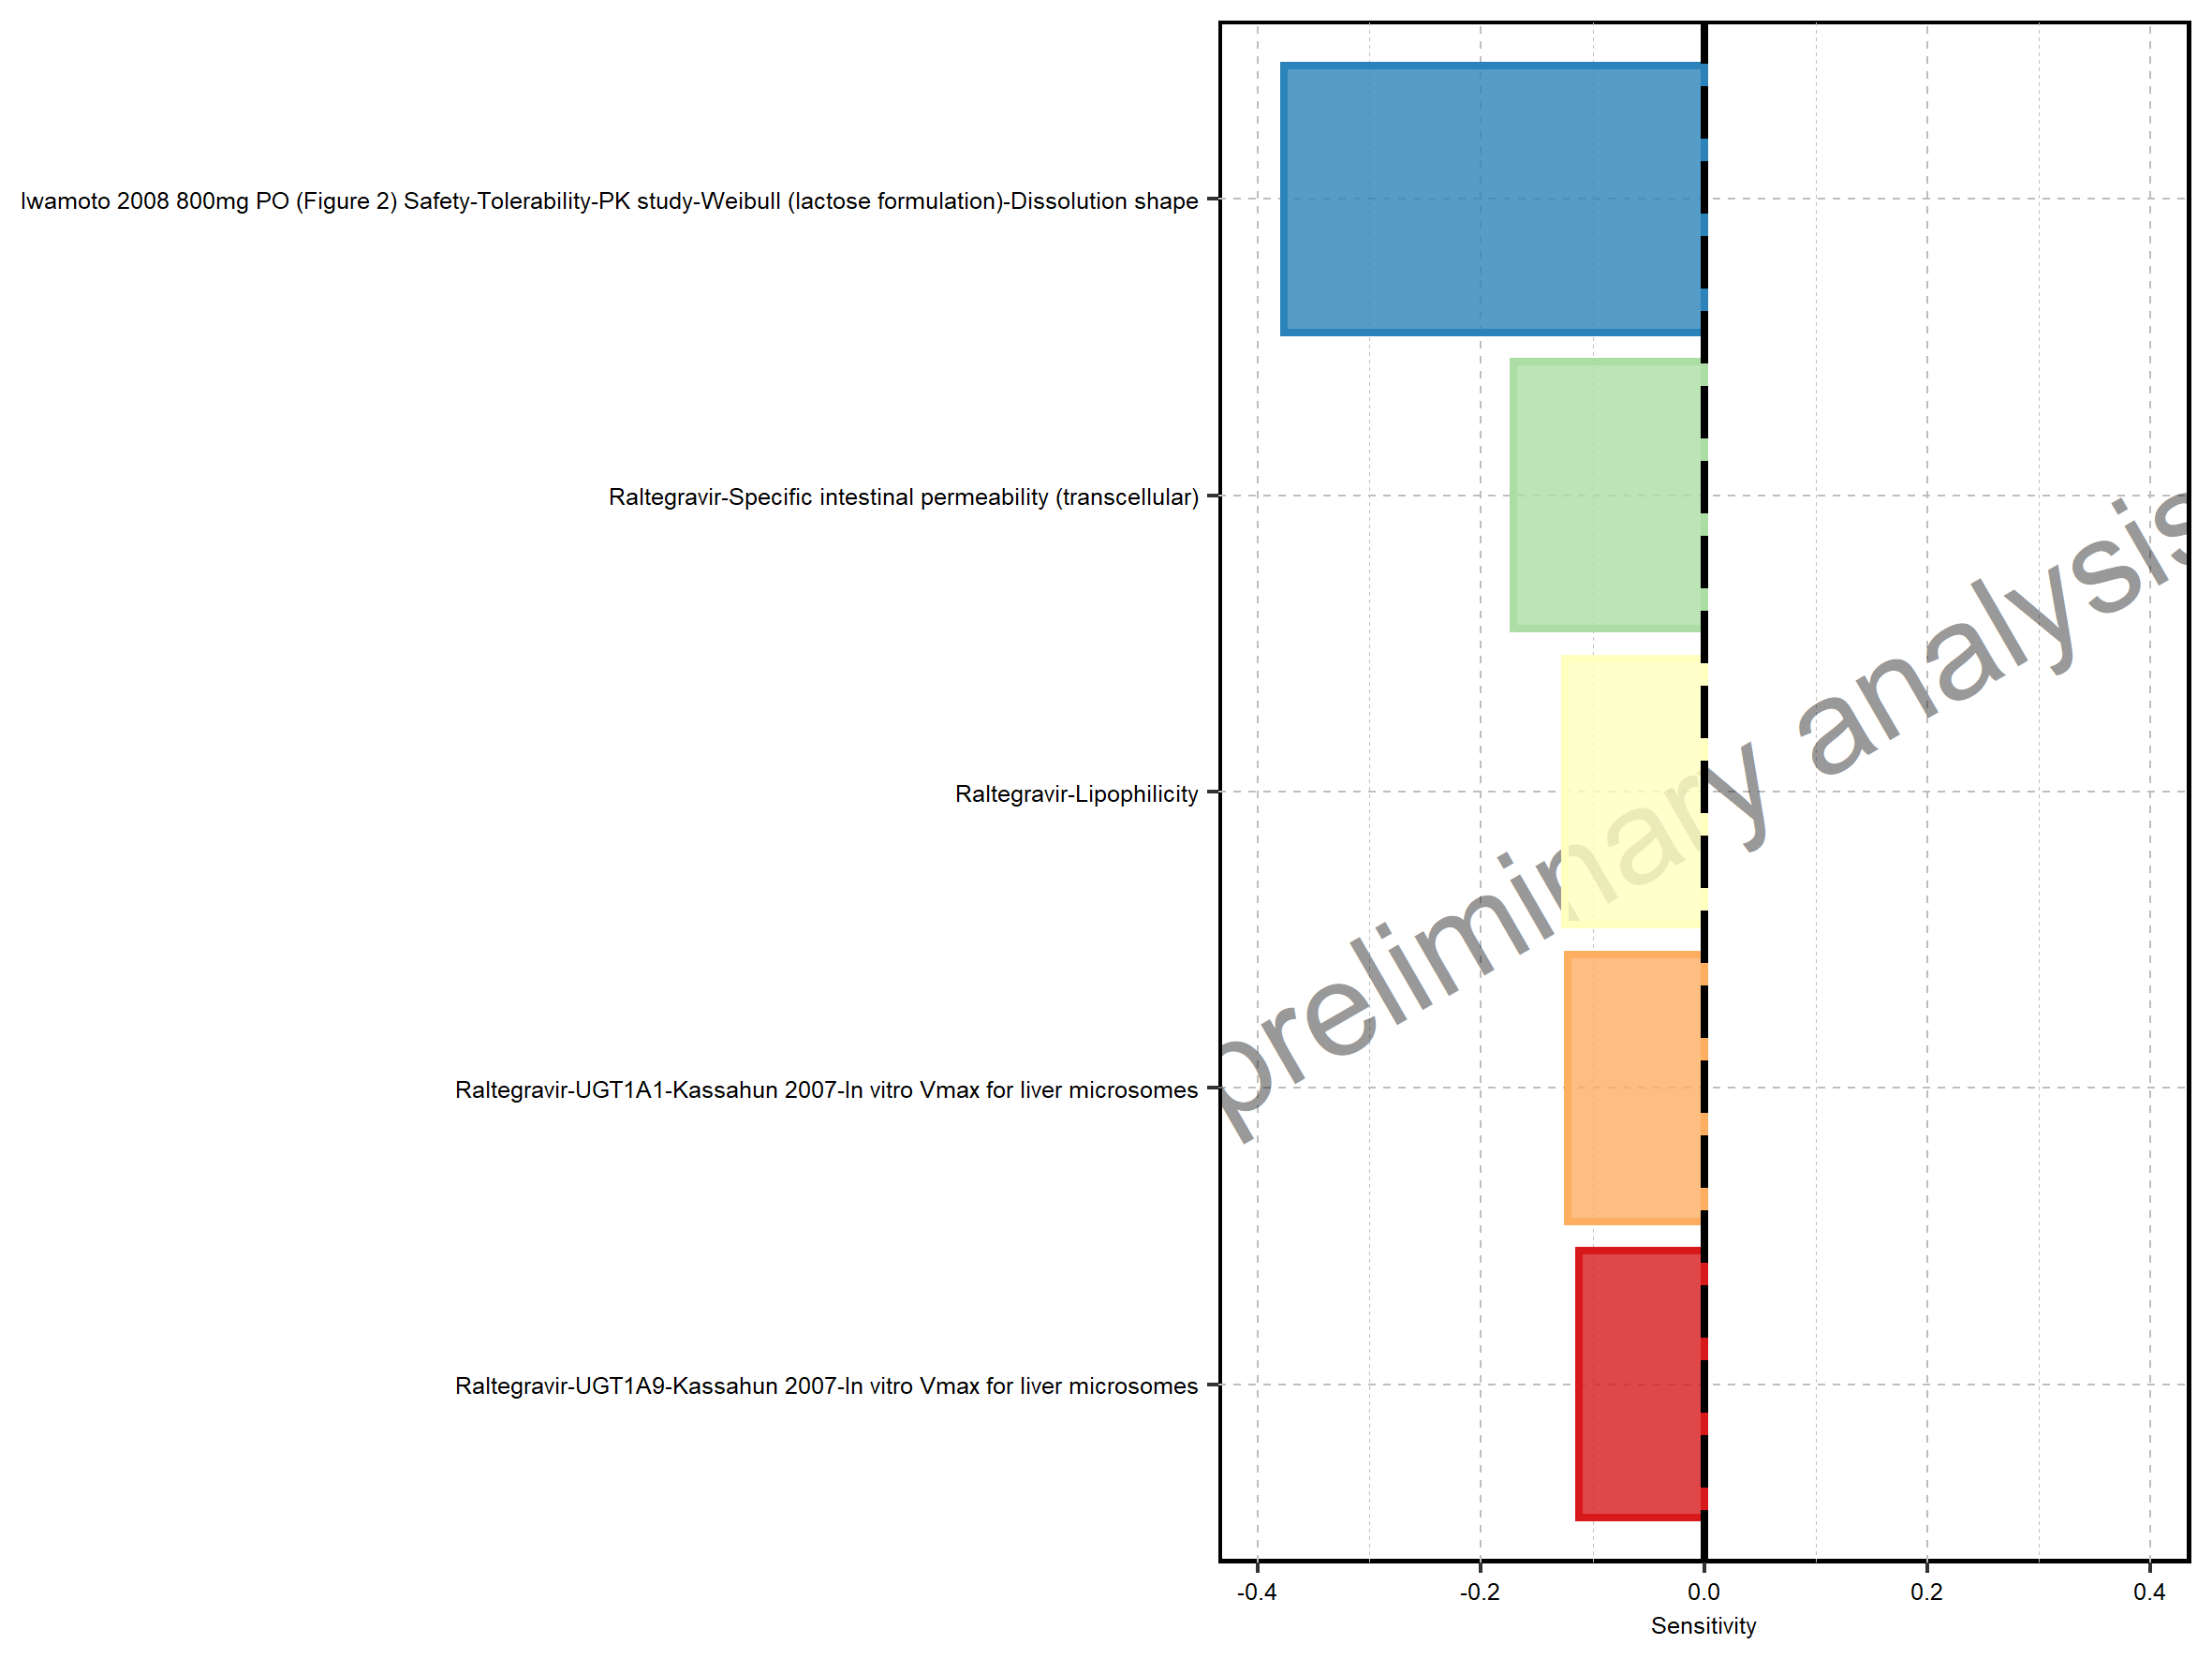 Iwamoto 2008 800mg PO (Figure 2) Safety-Tolerability-PK study-Weibull (lactose formulation)-Dissolution shape
Raltegravir-Specific intestinal permeability (transcellular)
Raltegravir-Lipophilicity
Raltegravir-UGT1A1-Kassahun 2007-In vitro Vmax for liver microsomes
Raltegravir-UGT1A9-Kassahun 2007-In vitro Vmax for liver microsomes
preliminary analysis
-0.4 -0.2 0.0 0.2 0.4
Sensitivity